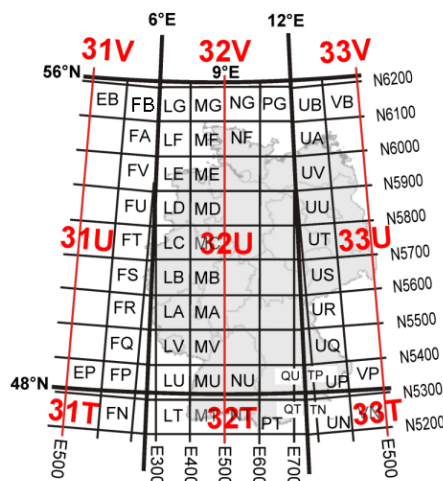 6°E 12°E
31V 32V 33V
56°N 9°E
N6200
EB FB LG MG NG PG UB VB
N6100
FA LF MF NF UA
N6000
FV LE ME UV
N5900
FU LD MD UU
N5800
31U FT LC MC 32U UT 33U
N5700
FS LB MB US
N5600
FR LA MA UR
N5500
FQ LV MV UQ
N5400
EP FP LU MU NU QU TP UP VP
48°N N5300
31T FN LT MT 32T PT QT TN UN 33T
N5200
E500 E300 E400 E500 E600 E700 E500